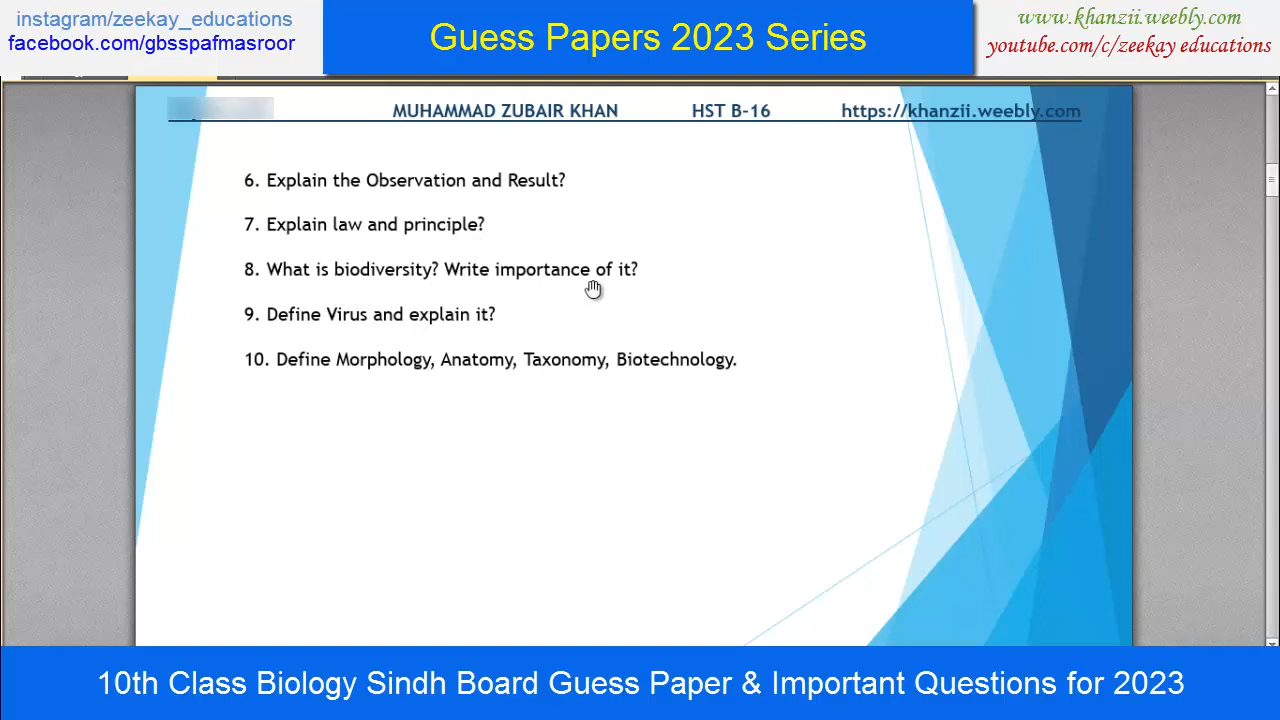 instagram/zeekay_educations
facebook.com/gbsspafmasroor
Guess Papers 2023 Series
www.khanzii.weebly.com
youtube.com/c/zeekay educations
MUHAMMAD ZUBAIR KHAN HST B-16 https://khanzii.weebly.com
6. Explain the Observation and Result?
7. Explain law and principle?
8. What is biodiversity? Write importance of it?
9. Define Virus and explain it?
10. Define Morphology, Anatomy, Taxonomy, Biotechnology.
10th Class Biology Sindh Board Guess Paper & Important Questions for 2023